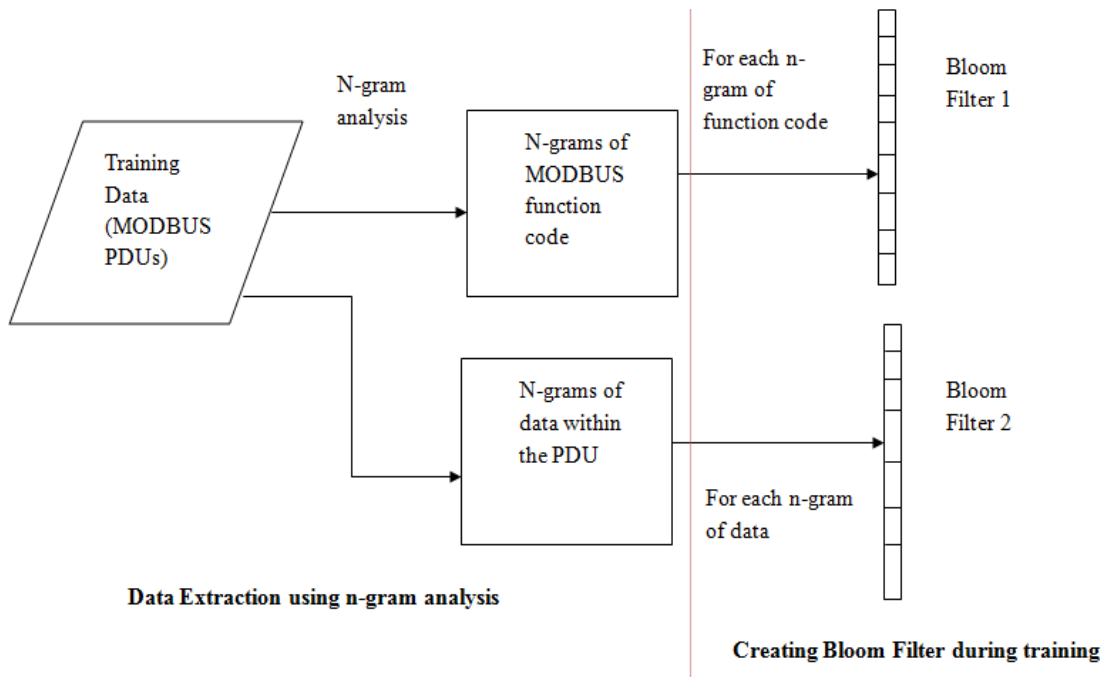 Training
Data
(MODBUS
PDUs)
N-gram
analysis
N-grams of
MODBUS
function
code
For each n-
gram of
function code
Bloom
Filter 1
N-grams of
data within
the PDU
For each n-gram
of data
Bloom
Filter 2
Data Extraction using n-gram analysis
Creating Bloom Filter during training